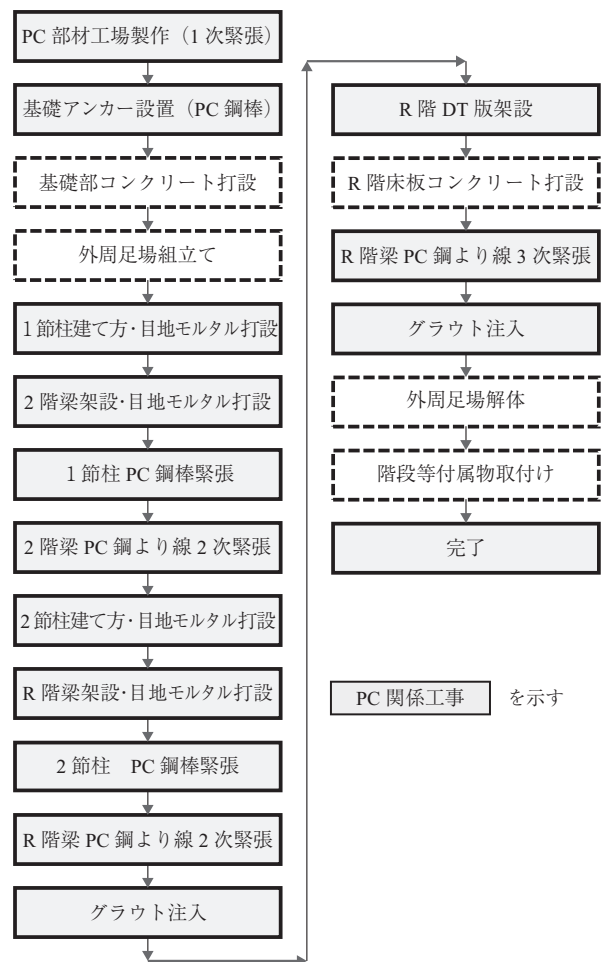 PC 部材工場製作（1 次緊張）
基礎アンカー設置（PC 鋼棒）
基礎部コンクリート打設
外周足場組立て
1 節柱建て方・目地モルタル打設
2 階梁架設・目地モルタル打設
1 節柱 PC 鋼棒緊張
2 階梁 PC 鋼より線 2 次緊張
2 節柱建て方・目地モルタル打設
R 階梁架設・目地モルタル打設
2 節柱　PC 鋼棒緊張
R 階梁 PC 鋼より線 2 次緊張
グラウト注入
R 階 DT 版架設
R 階床板コンクリート打設
R 階梁 PC 鋼より線 3 次緊張
グラウト注入
外周足場解体
階段等付属物取付け
完了
PC 関係工事　を示す